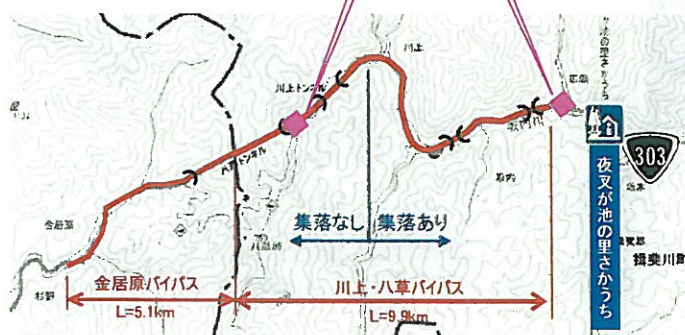 川上
川上トンネル
八草トンネル
金居原
杉野
八草峠
坂内
303
夜叉が池の里さかうち
揖斐川町
集落なし
集落あり
金居原バイパス
L=5.1km
川上・八草バイパス
L=9.9km